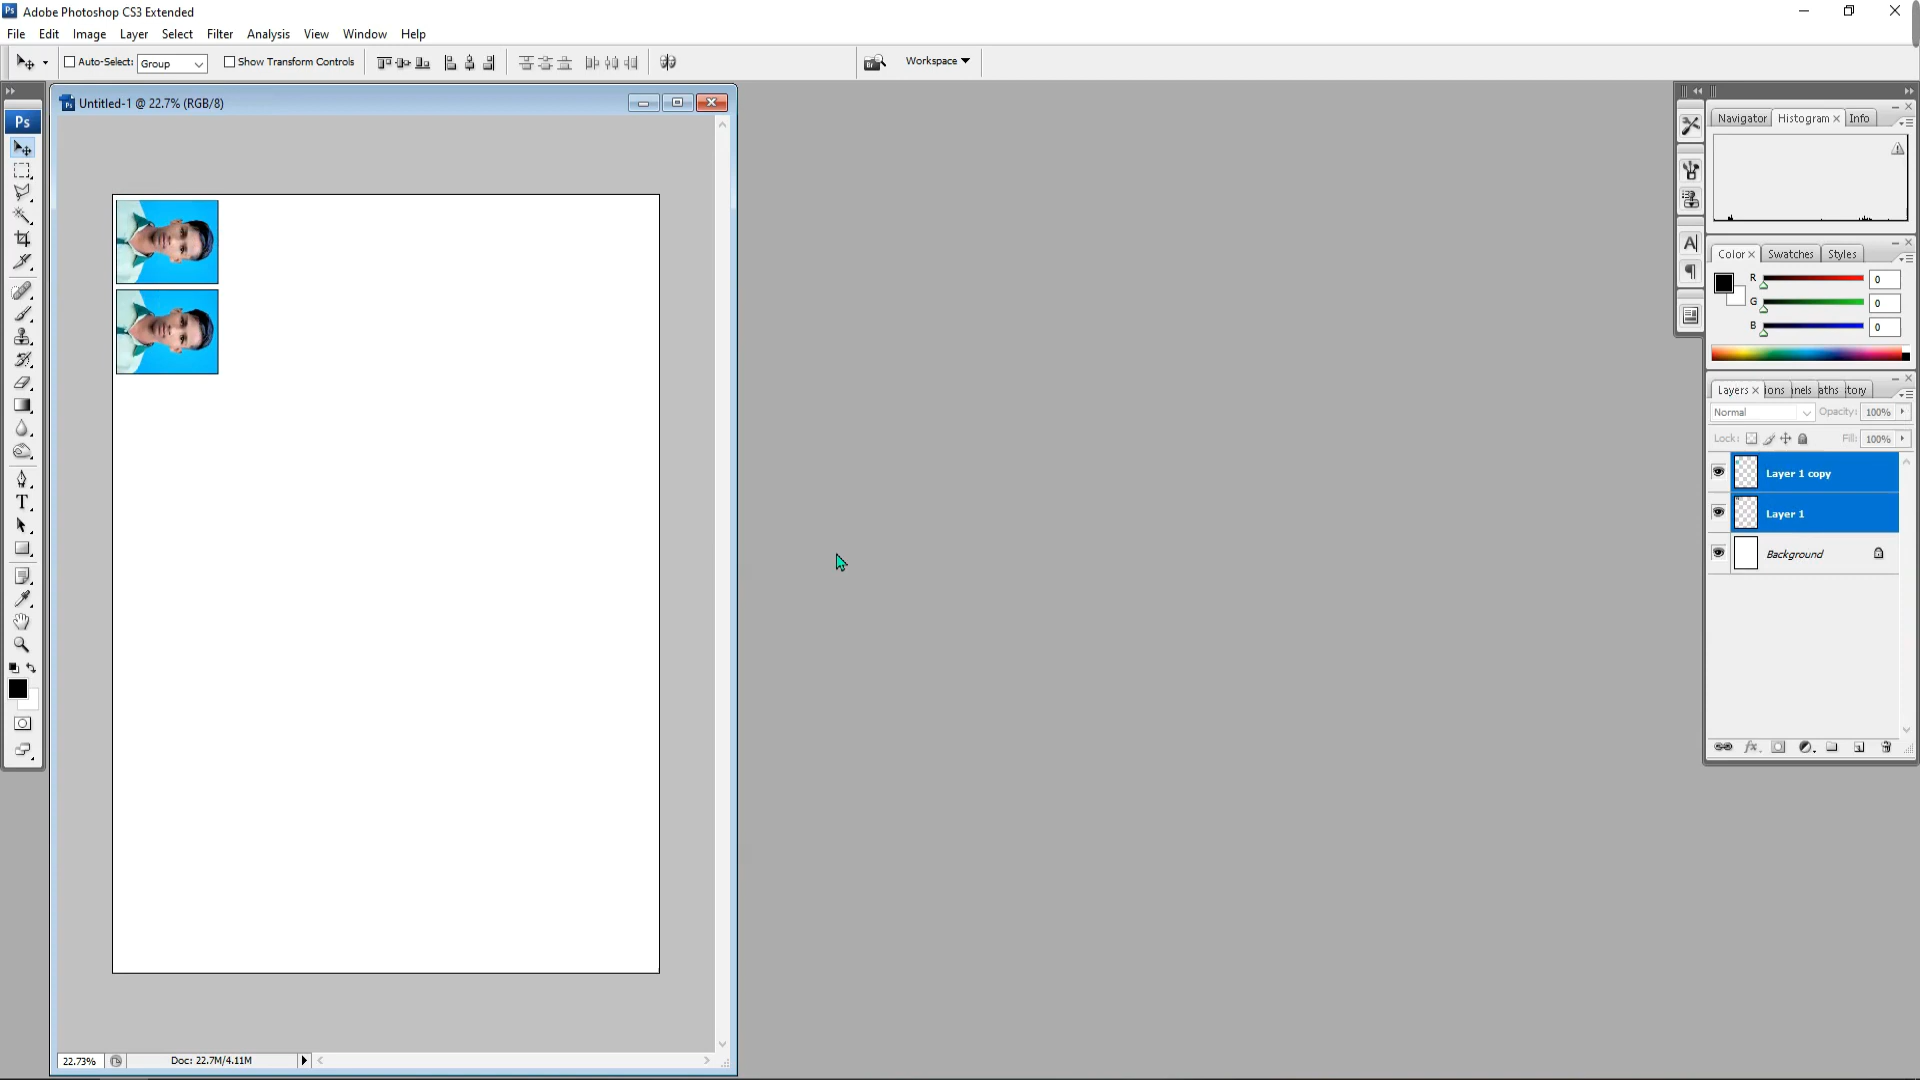 Adobe Photoshop CS3 Extended
File Edit Image Layer Select Filter Analysis View Window Help
Auto-Select: Group Show Transform Controls Workspace
Untitled-1 @ 22.7% (RGB/8)
Ps
Navigator Histogram Info
Color Swatches Styles
R 0
G 0
B 0
Layers ions nels aths tory
Normal Opacity: 100%
Lock: Fill: 100%
Layer 1 copy
Layer 1
Background
22.73% Doc: 22.7M/4.11M